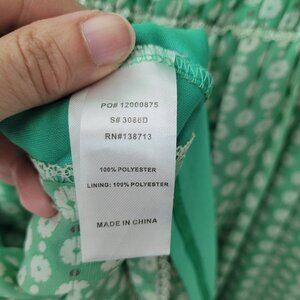 PO# 12000875
S# 3086D
RN#138713
100% POLYESTER
LINING: 100% POLYESTER
MADE IN CHINA